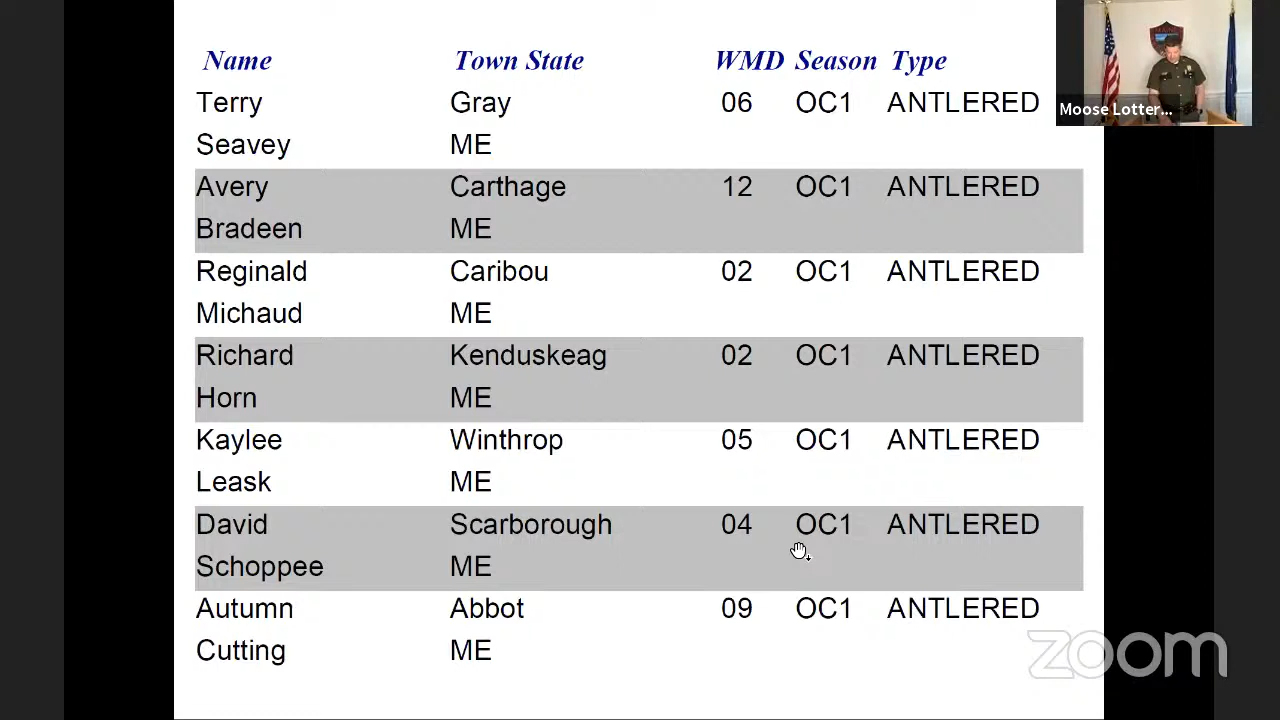 Name Town State WMD Season Type
Terry Gray 06 OC1 ANTLERED
Seavey ME
Avery Carthage 12 OC1 ANTLERED
Bradeen ME
Reginald Caribou 02 OC1 ANTLERED
Michaud ME
Richard Kenduskeag 02 OC1 ANTLERED
Horn ME
Kaylee Winthrop 05 OC1 ANTLERED
Leask ME
David Scarborough 04 OC1 ANTLERED
Schoppee ME
Autumn Abbot 09 OC1 ANTLERED
Cutting ME
Moose Lotter...
zoom